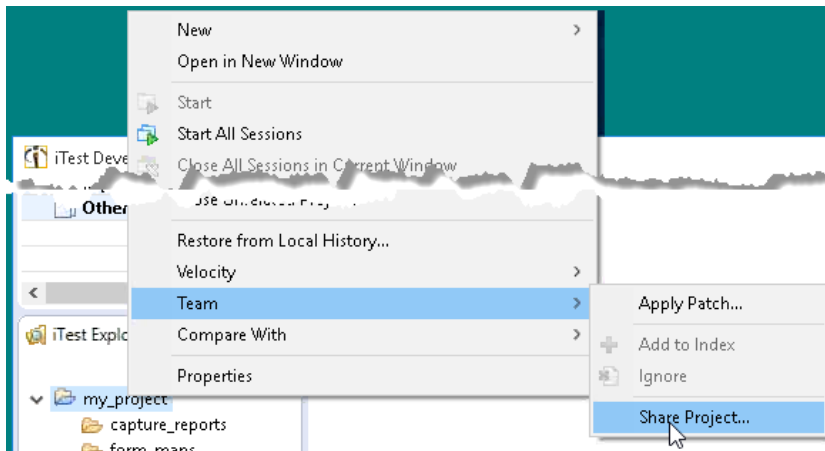 New
Open in New Window
Start
Start All Sessions
iTest Deve
Close All Sessions in Current Window
Other
Restore from Local History...
Velocity
Team
Apply Patch...
iTest Explo
Compare With
Add to Index
Properties
Ignore
my_project
Share Project...
capture_reports
form_maps